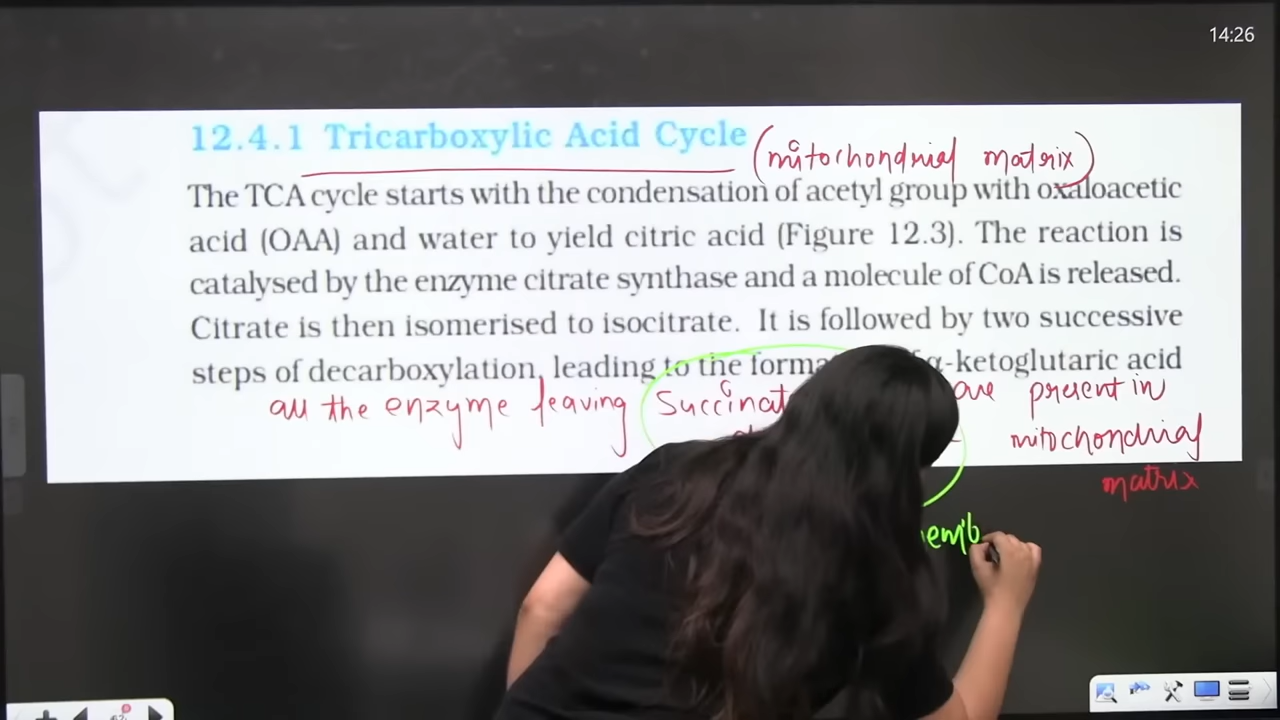 14:26
12.4.1 Tricarboxylic Acid Cycle (mitochondrial matrix)
The TCA cycle starts with the condensation of acetyl group with oxaloacetic
acid (OAA) and water to yield citric acid (Figure 12.3). The reaction is
catalysed by the enzyme citrate synthase and a molecule of CoA is released.
Citrate is then isomerised to isocitrate. It is followed by two successive
steps of decarboxylation, leading to the α-ketoglutaric acid
all the enzyme leaving are present in
mitochondrial
matrix